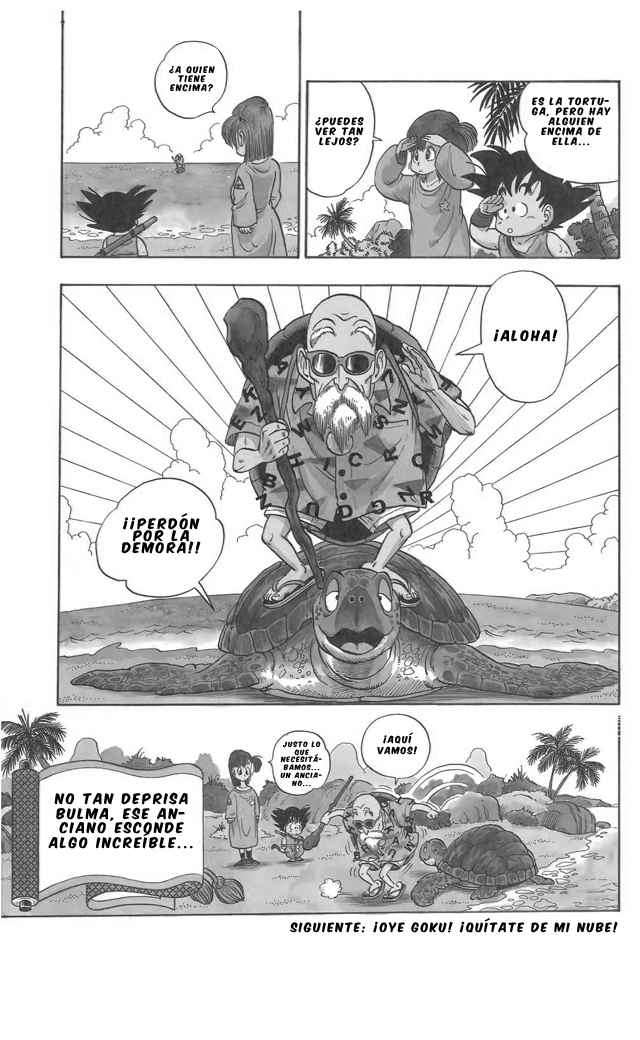 ES LA TORTU-
GA, PERO HAY
ALGUIEN
ENCIMA DE
ELLA...
¿PUEDES
VER TAN
LEJOS?
¿A QUIEN
TIENE
ENCIMA?
¡ALOHA!
¡¡PERDÓN
POR LA
DEMORA!!
¡AQUÍ
VAMOS!
JUSTO LO
QUE
NECESITÁ-
BAMOS...
UN ANCIA-
NO...
NO TAN DEPRISA
BULMA, ESE AN-
CIANO ESCONDE
ALGO INCREÍBLE...
SIGUIENTE: ¡OYE GOKU! ¡QUÍTATE DE MI NUBE!